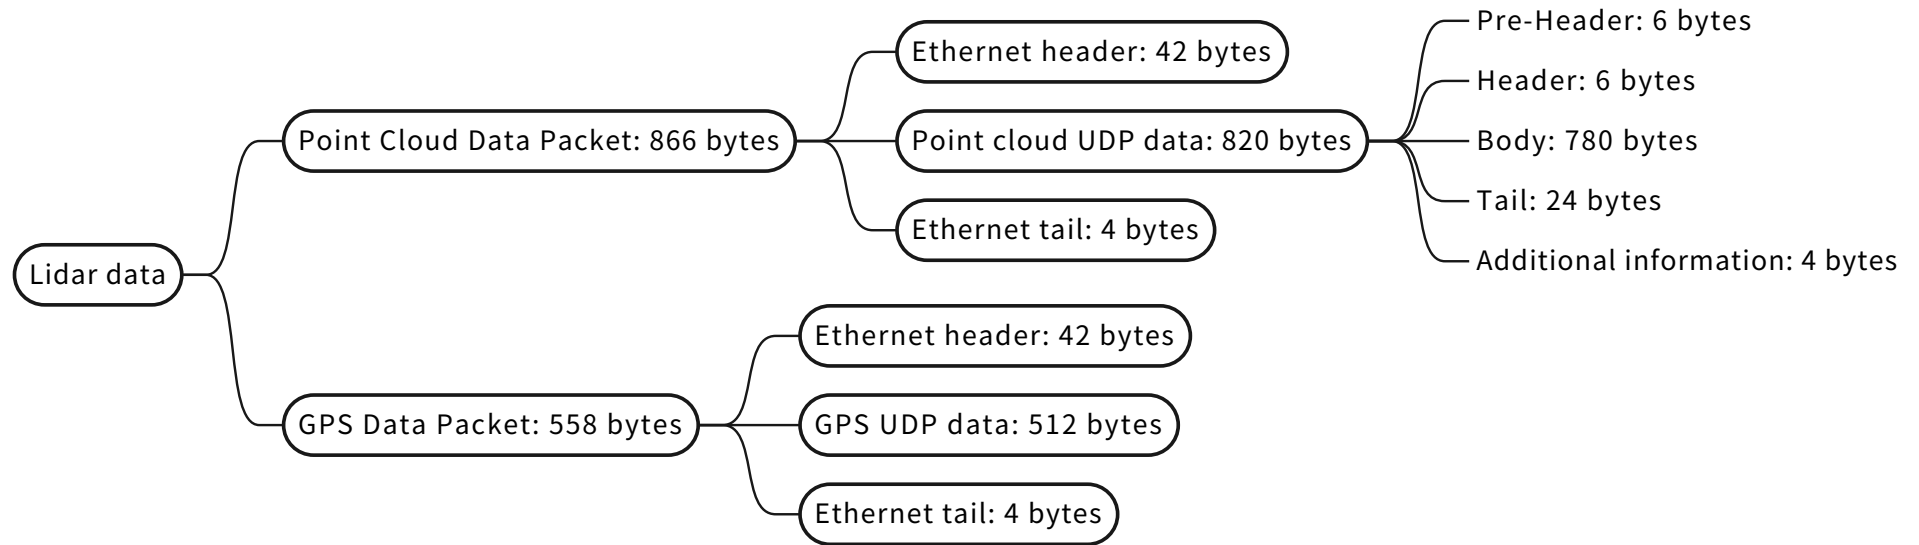 Lidar data
Point Cloud Data Packet: 866 bytes
Ethernet header: 42 bytes
Point cloud UDP data: 820 bytes
Pre-Header: 6 bytes
Header: 6 bytes
Body: 780 bytes
Tail: 24 bytes
Additional information: 4 bytes
Ethernet tail: 4 bytes
GPS Data Packet: 558 bytes
Ethernet header: 42 bytes
GPS UDP data: 512 bytes
Ethernet tail: 4 bytes